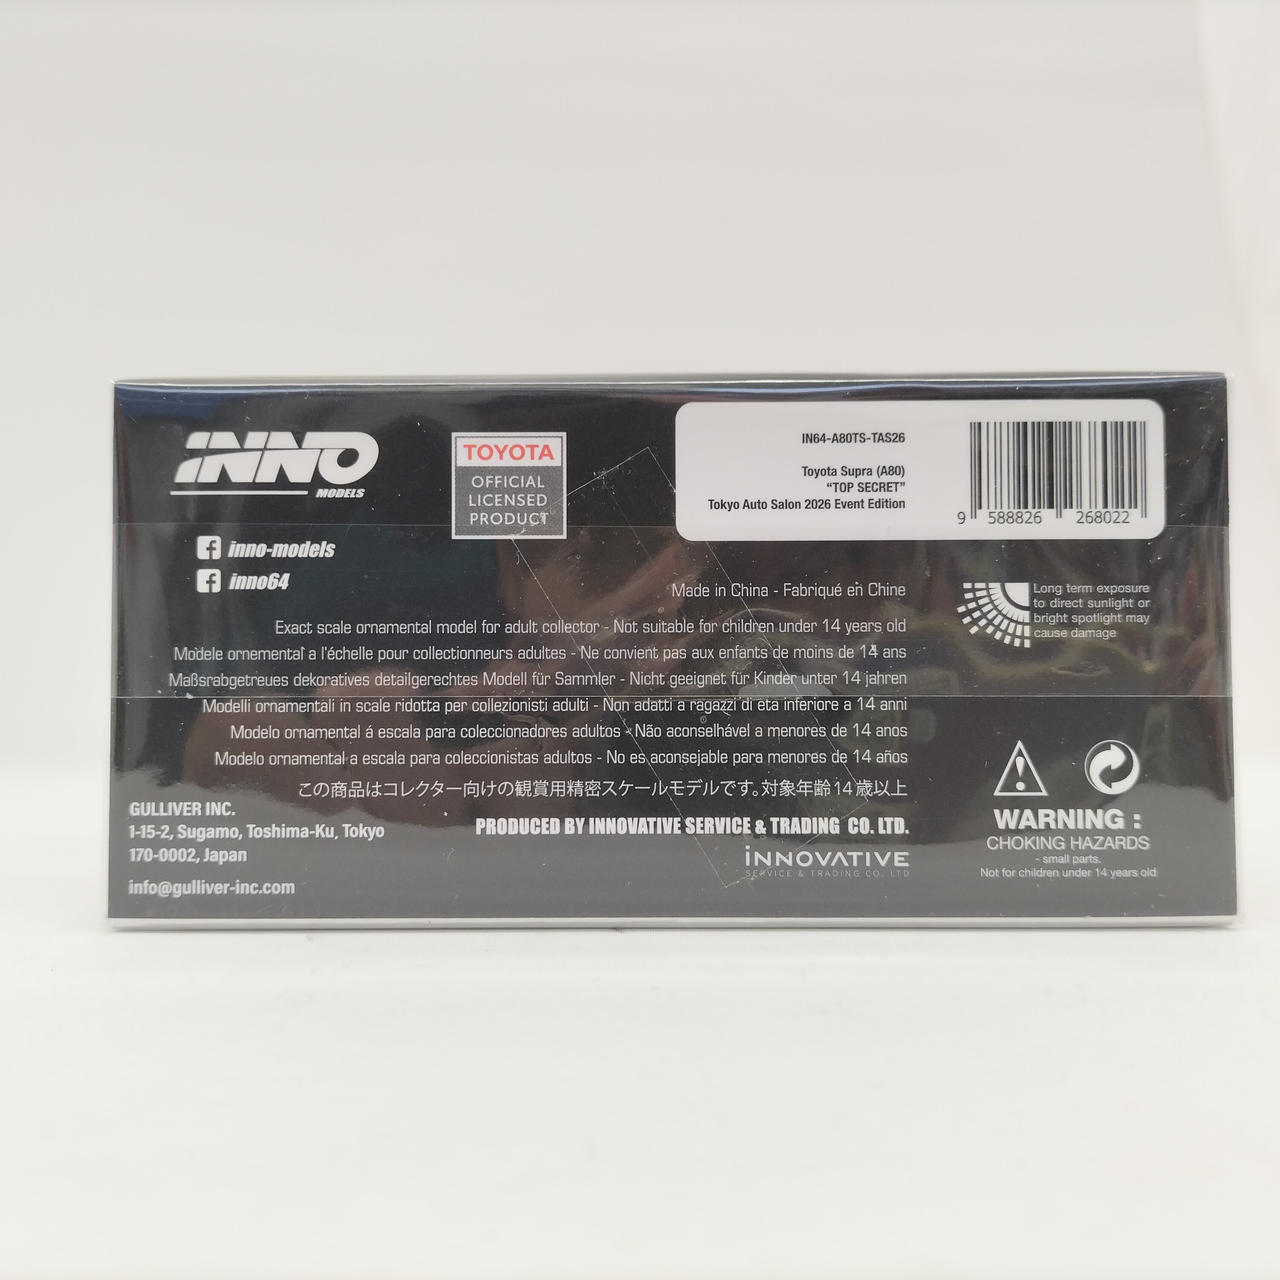 INNO
MODELS
inno-models
inno64
TOYOTA
OFFICIAL
LICENSED
PRODUCT
IN64-A80TS-TAS26
Toyota Supra (A80)
“TOP SECRET”
Tokyo Auto Salon 2026 Event Edition
9 588826 268022
Made in China - Fabriqué en Chine
Long term exposure
to direct sunlight or
bright spotlight may
cause damage
Exact scale ornamental model for adult collector - Not suitable for children under 14 years old
Modele ornemental a l'échelle pour collectionneurs adultes - Ne convient pas aux enfants de moins de 14 ans
Maßsrabgetreues dekoratives detailgerechtes Modell für Sammler - Nicht geeignet für Kinder unter 14 jahren
Modelli ornamentali in scale ridotta per collezionisti adulti - Non adatti a ragazzi di eta inferiore a 14 anni
Modelo ornamental á escala para coleccionadores adultos - Não aconselhável a menores de 14 anos
Modelo ornamental a escala para coleccionistas adultos - No es aconsejable para menores de 14 años
この商品はコレクター向けの観賞用精密スケールモデルです。対象年齢14歳以上
GULLIVER INC.
1-15-2, Sugamo, Toshima-Ku, Tokyo
170-0002, Japan
info@gulliver-inc.com
PRODUCED BY INNOVATIVE SERVICE & TRADING CO. LTD.
INNOVATIVE
SERVICE & TRADING CO. LTD
WARNING :
CHOKING HAZARDS
- small parts.
Not for children under 14 years old